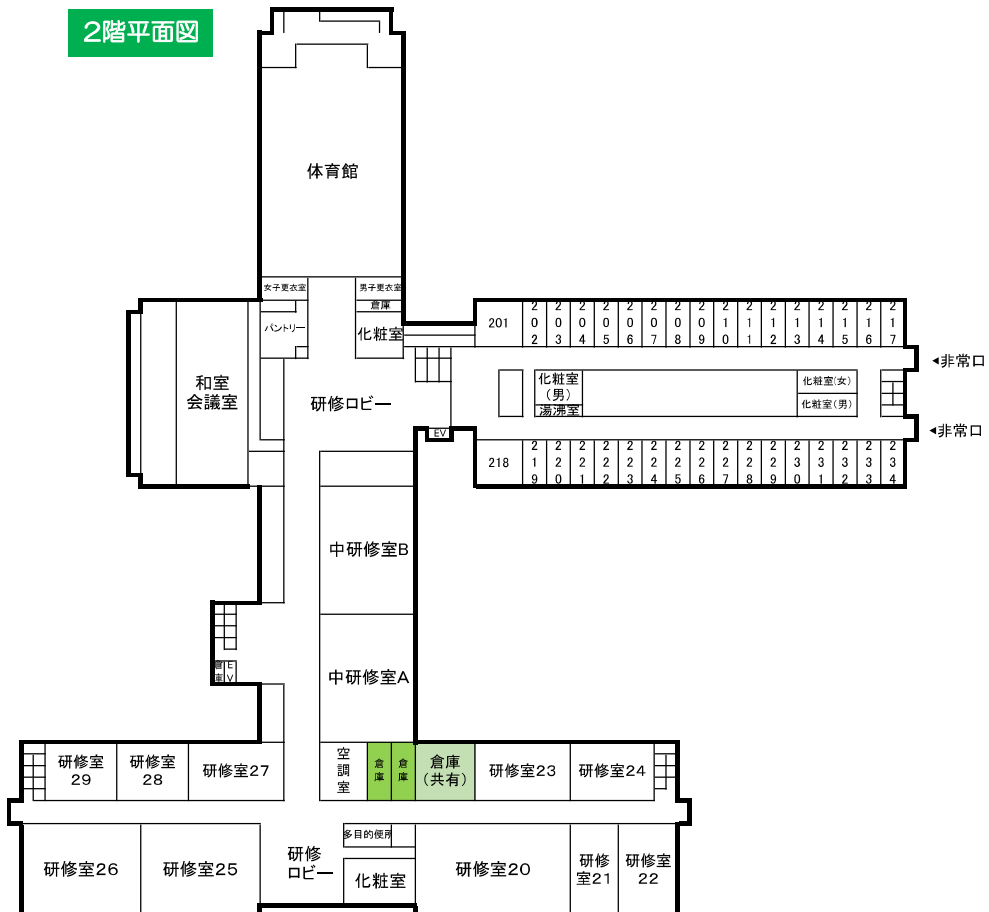 2階平面図
体育館
女子更衣室
男子更衣室
倉庫
パントリー
化粧室
201
202
203
204
205
206
207
208
209
210
211
212
213
214
215
216
217
◂非常口
和室
会議室
研修ロビー
化粧室
(男)
湯沸室
化粧室(女)
化粧室(男)
EV
◂非常口
218
219
220
221
222
223
224
225
226
227
228
229
230
231
232
233
234
中研修室B
倉庫
EV
中研修室A
研修室
29
研修室
28
研修室27
空調室
倉庫
倉庫
倉庫
(共有)
研修室23
研修室24
研修室26
研修室25
研修
ロビー
多目的便所
化粧室
研修室20
研修
室21
研修室
22